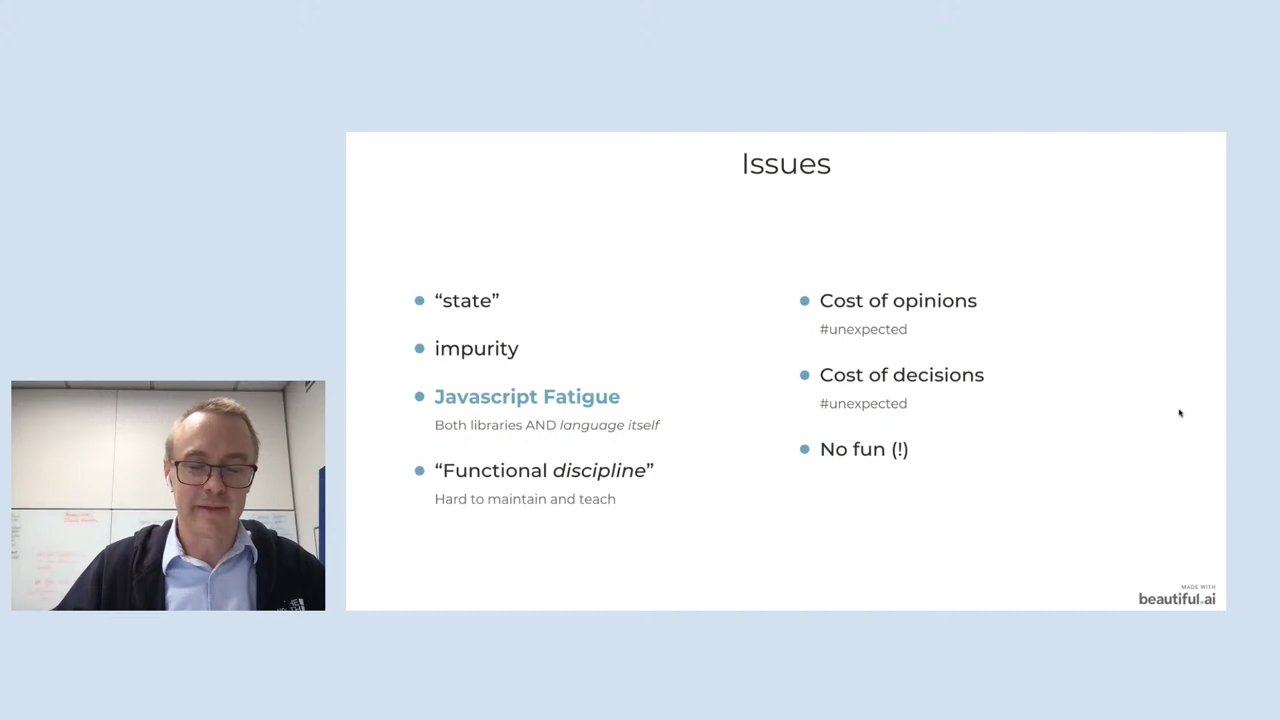 Issues
“state”
impurity
Javascript Fatigue
Both libraries AND language itself
“Functional discipline”
Hard to maintain and teach
Cost of opinions
#unexpected
Cost of decisions
#unexpected
No fun (!)
MADE WITH
beautiful.ai